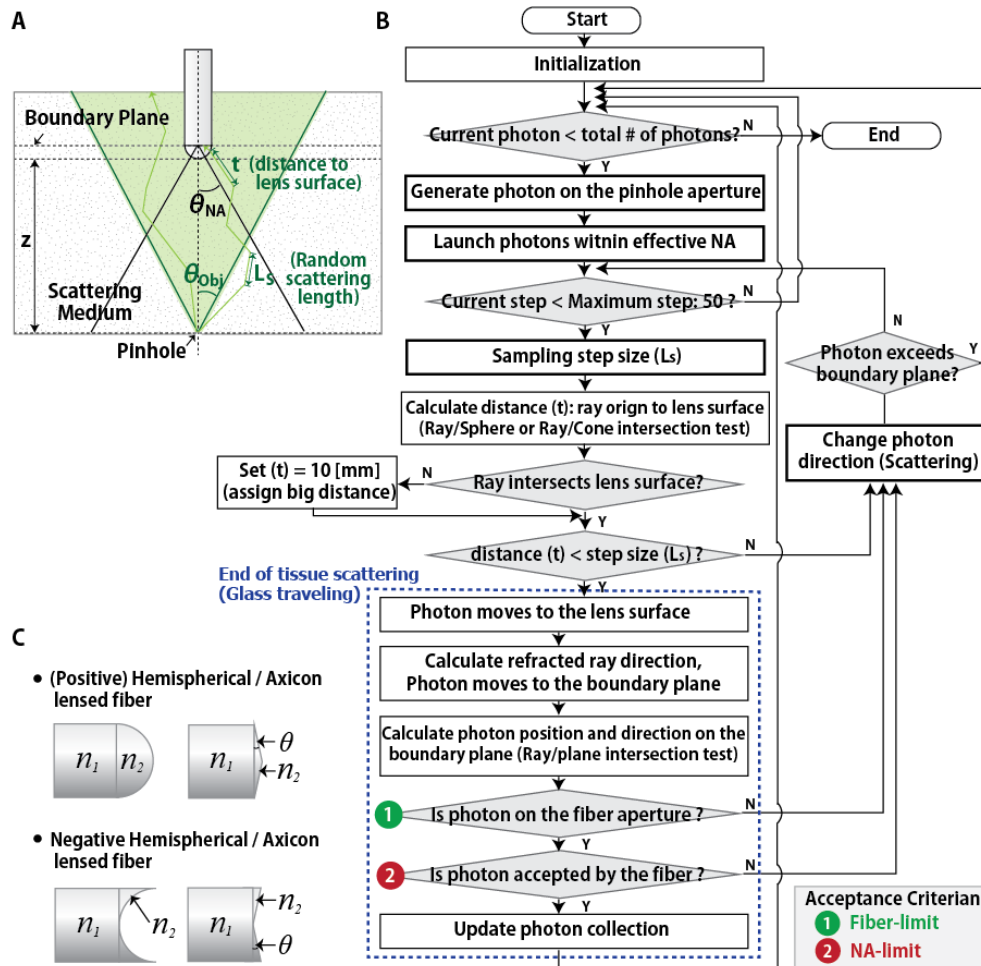 A
Boundary Plane
t (distance to
lens surface)
θNA
z
θObj
Ls
(Random
scattering
length)
Scattering
Medium
Pinhole
B
Start
Initialization
Current photon < total # of photons?
N
End
Y
Generate photon on the pinhole aperture
Launch photons witnin effective NA
Current step < Maximum step: 50 ?
N
Y
Sampling step size (Ls)
Calculate distance (t): ray orign to lens surface
(Ray/Sphere or Ray/Cone intersection test)
Ray intersects lens surface?
N
Set (t) = 10 [mm]
(assign big distance)
Y
distance (t) < step size (Ls) ?
N
Y
Photon exceeds
boundary plane?
N
Y
Change photon
direction (Scattering)
End of tissue scattering
(Glass traveling)
Photon moves to the lens surface
Calculate refracted ray direction,
Photon moves to the boundary plane
Calculate photon position and direction on the
boundary plane (Ray/plane intersection test)
1 Is photon on the fiber aperture ?
N
Y
2 Is photon accepted by the fiber ?
N
Y
Update photon collection
Acceptance Criterian
1 Fiber-limit
2 NA-limit
C
• (Positive) Hemispherical / Axicon
lensed fiber
n1 n2
n1 θ
n2
• Negative Hemispherical / Axicon
lensed fiber
n1 n2
n1 n2
θ